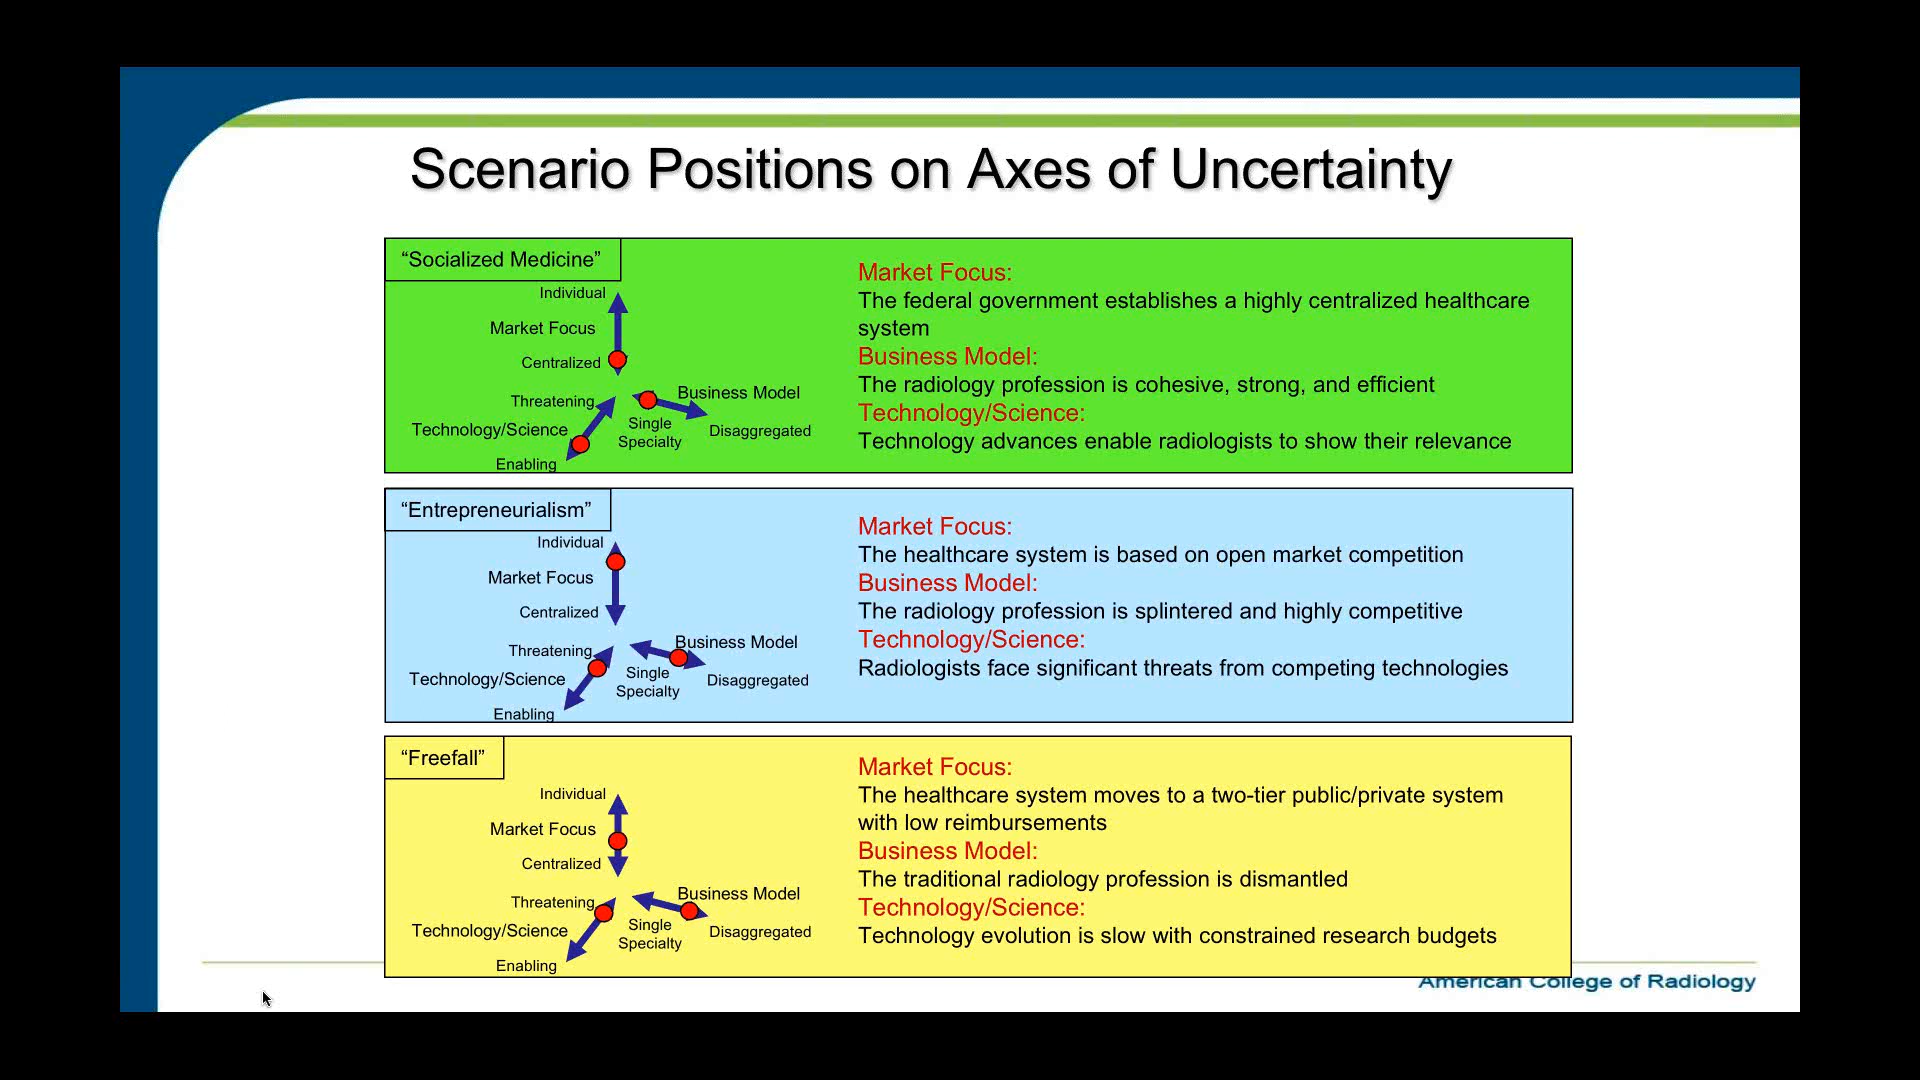 Scenario Positions on Axes of Uncertainty
“Socialized Medicine”
Individual
Market Focus
Centralized
Threatening
Technology/Science
Enabling
Business Model
Single
Specialty
Disaggregated
Market Focus:
The federal government establishes a highly centralized healthcare
system
Business Model:
The radiology profession is cohesive, strong, and efficient
Technology/Science:
Technology advances enable radiologists to show their relevance
“Entrepreneurialism”
Individual
Market Focus
Centralized
Threatening
Technology/Science
Enabling
Business Model
Single
Specialty
Disaggregated
Market Focus:
The healthcare system is based on open market competition
Business Model:
The radiology profession is splintered and highly competitive
Technology/Science:
Radiologists face significant threats from competing technologies
“Freefall”
Individual
Market Focus
Centralized
Threatening
Technology/Science
Enabling
Business Model
Single
Specialty
Disaggregated
Market Focus:
The healthcare system moves to a two-tier public/private system
with low reimbursements
Business Model:
The traditional radiology profession is dismantled
Technology/Science:
Technology evolution is slow with constrained research budgets
American College of Radiology